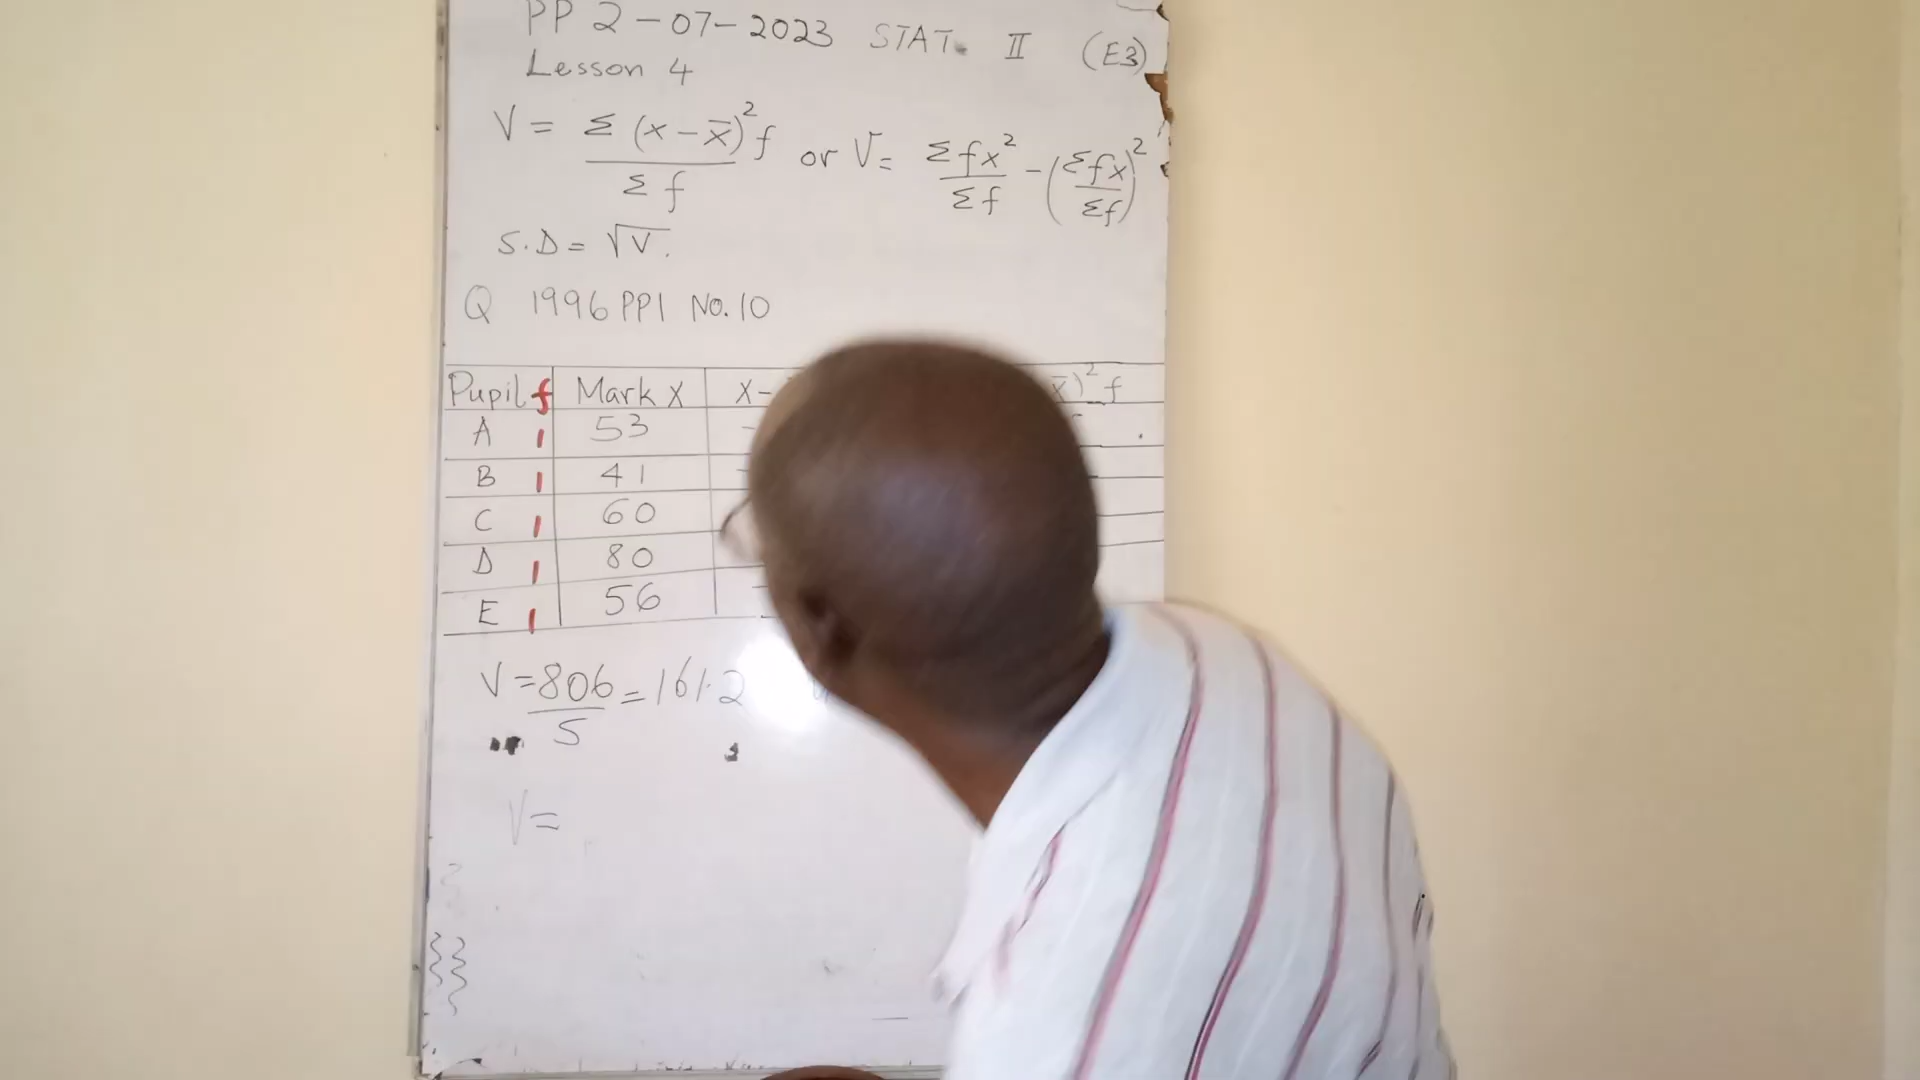 PP 2-07-2023 STAT. II (E3)
Lesson 4
V = Σ(x-x̄)²f / Σf or V = Σfx² / Σf - (Σfx / Σf)²
S.D = √V.
Q 1996 PP1 No.10
Pupil f Mark X X- x̄)² f
A 1 53
B 1 41
C 1 60
D 1 80
E 1 56
V = 806 / 5 = 161.2
V =